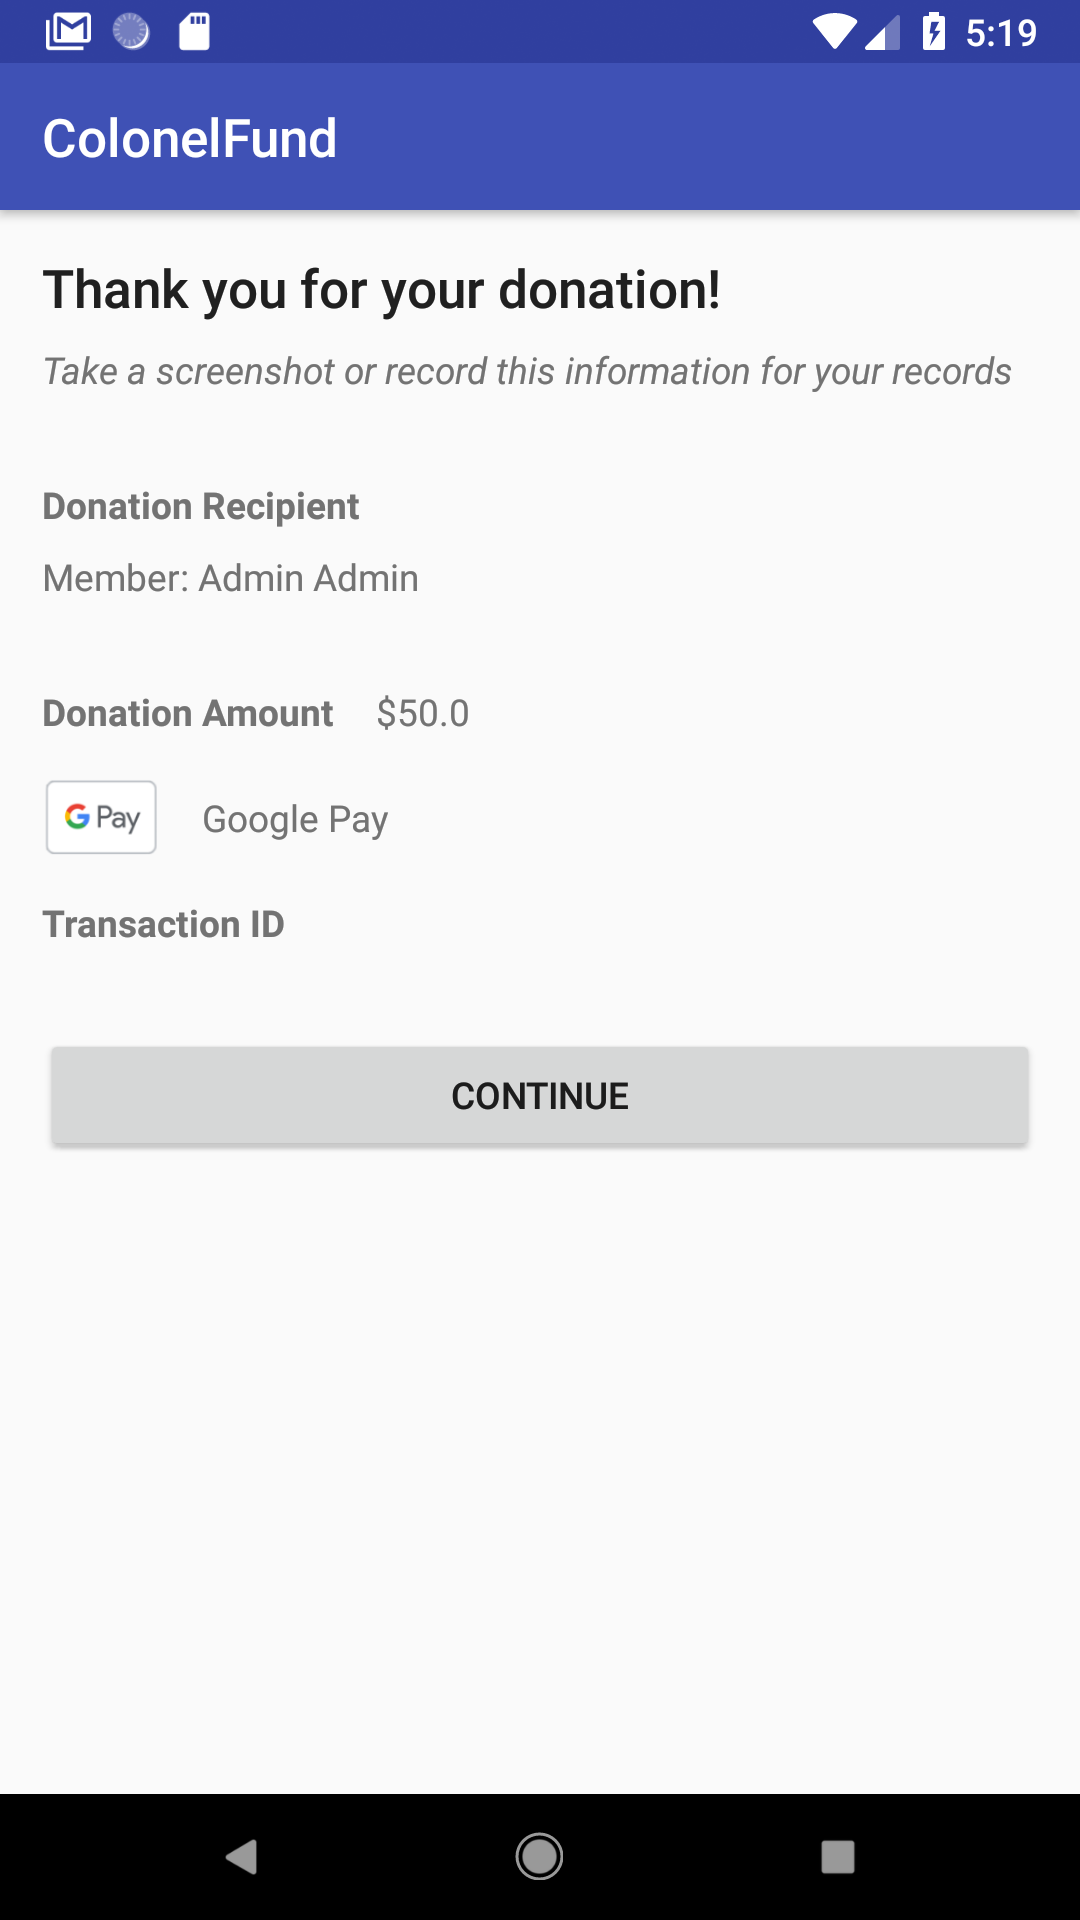 5:19
ColonelFund
Thank you for your donation!
Take a screenshot or record this information for your records
Donation Recipient
Member: Admin Admin
Donation Amount $50.0
G Pay Google Pay
Transaction ID
CONTINUE